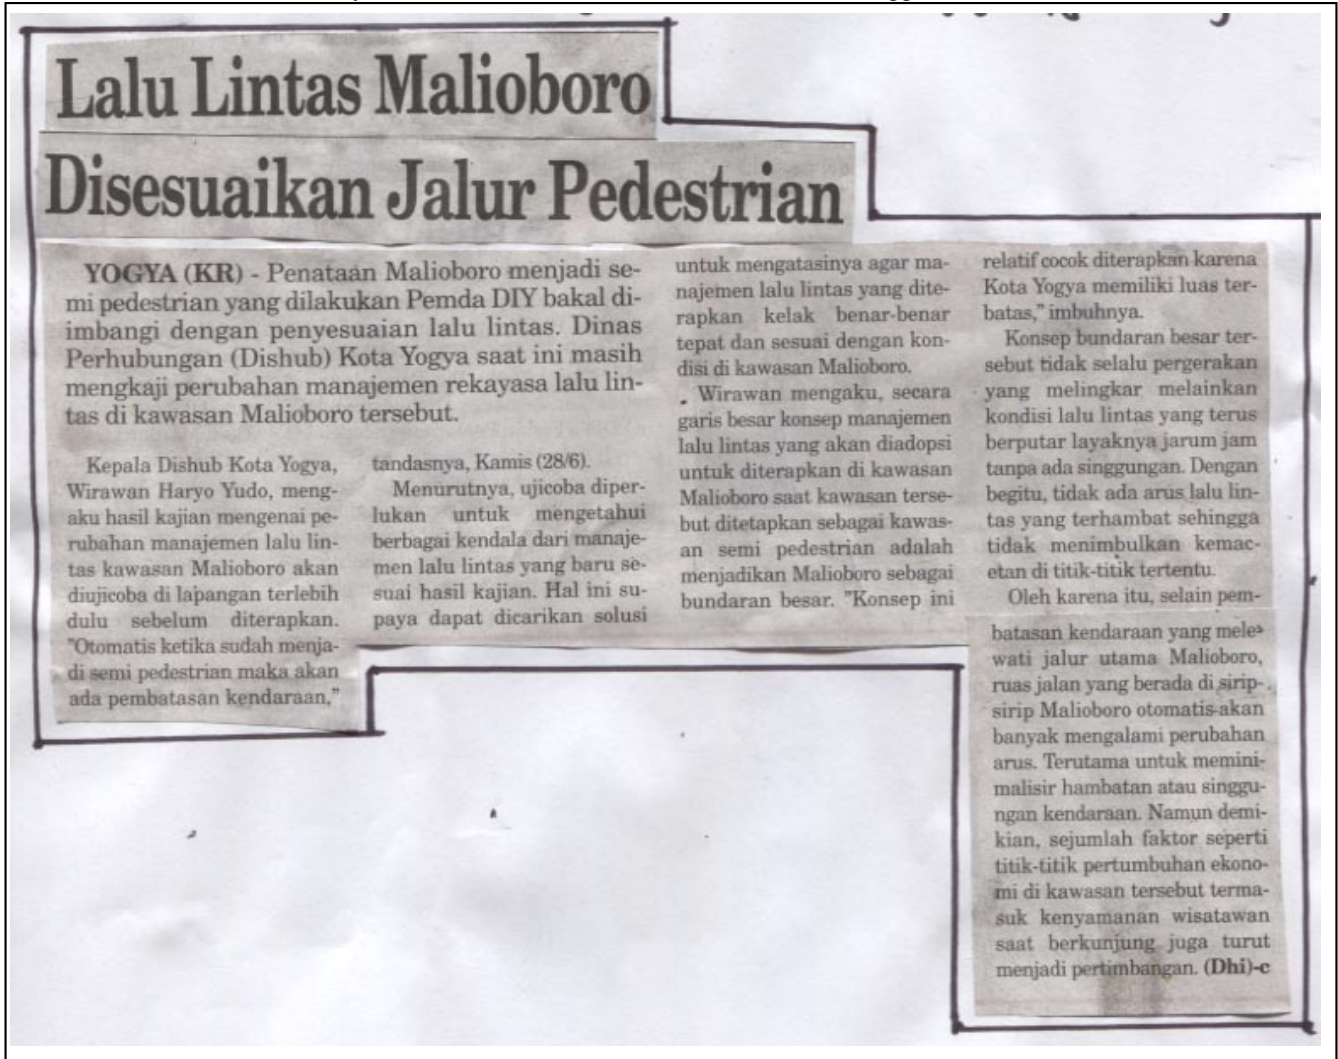 Lalu Lintas Malioboro
Disesuaikan Jalur Pedestrian
YOGYA (KR) - Penataan Malioboro menjadi se-
mi pedestrian yang dilakukan Pemda DIY bakal di-
imbangi dengan penyesuaian lalu lintas. Dinas
Perhubungan (Dishub) Kota Yogya saat ini masih
mengkaji perubahan manajemen rekayasa lalu lin-
tas di kawasan Malioboro tersebut.
Kepala Dishub Kota Yogya,
Wirawan Haryo Yudo, meng-
aku hasil kajian mengenai pe-
rubahan manajemen lalu lin-
tas kawasan Malioboro akan
diujicoba di lapangan terlebih
dulu sebelum diterapkan.
"Otomatis ketika sudah menja-
di semi pedestrian maka akan
ada pembatasan kendaraan,"
tandasnya, Kamis (28/6).
Menurutnya, ujicoba diper-
lukan untuk mengetahui
berbagai kendala dari manaje-
men lalu lintas yang baru se-
suai hasil kajian. Hal ini su-
paya dapat dicarikan solusi
untuk mengatasinya agar ma-
najemen lalu lintas yang dite-
rapkan kelak benar-benar
tepat dan sesuai dengan kon-
disi di kawasan Malioboro.
Wirawan mengaku, secara
garis besar konsep manajemen
lalu lintas yang akan diadopsi
untuk diterapkan di kawasan
Malioboro saat kawasan terse-
but ditetapkan sebagai kawas-
an semi pedestrian adalah
menjadikan Malioboro sebagai
bundaran besar. "Konsep ini
relatif cocok diterapkan karena
Kota Yogya memiliki luas ter-
batas," imbuhnya.
Konsep bundaran besar ter-
sebut tidak selalu pergerakan
yang melingkar melainkan
kondisi lalu lintas yang terus
berputar layaknya jarum jam
tanpa ada singgungan. Dengan
begitu, tidak ada arus lalu lin-
tas yang terhambat sehingga
tidak menimbulkan kemac-
etan di titik-titik tertentu.
Oleh karena itu, selain pem-
batasan kendaraan yang mele-
wati jalur utama Malioboro,
ruas jalan yang berada di sirip-
sirip Malioboro otomatis akan
banyak mengalami perubahan
arus. Terutama untuk memini-
malisir hambatan atau singgu-
ngan kendaraan. Namun demi-
kian, sejumlah faktor seperti
titik-titik pertumbuhan ekono-
mi di kawasan tersebut terma-
suk kenyamanan wisatawan
saat berkunjung juga turut
menjadi pertimbangan. (Dhi)-c